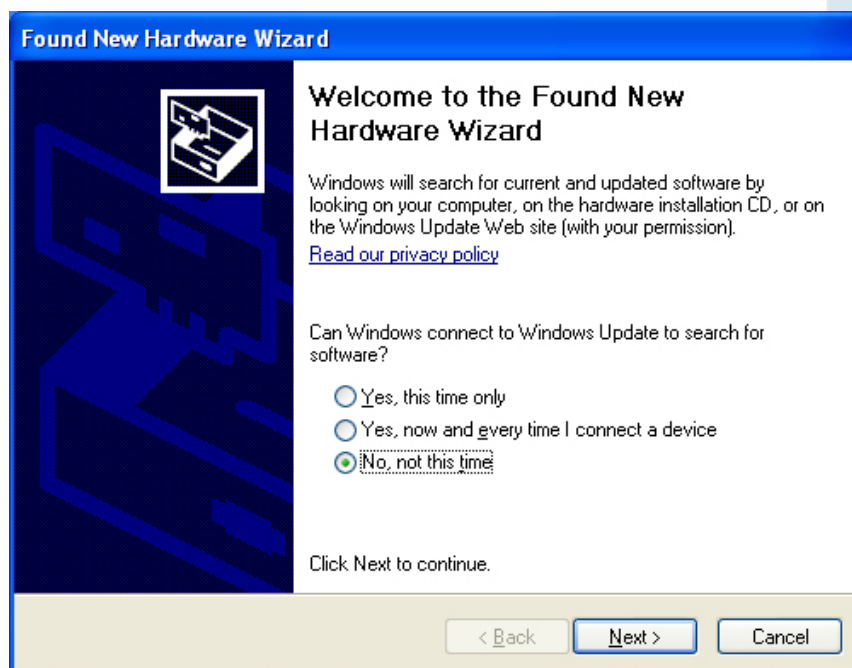 Found New Hardware Wizard
Welcome to the Found New
Hardware Wizard
Windows will search for current and updated software by
looking on your computer, on the hardware installation CD, or on
the Windows Update Web site (with your permission).
Read our privacy policy
Can Windows connect to Windows Update to search for
software?
Yes, this time only
Yes, now and every time I connect a device
No, not this time
Click Next to continue.
< Back Next > Cancel